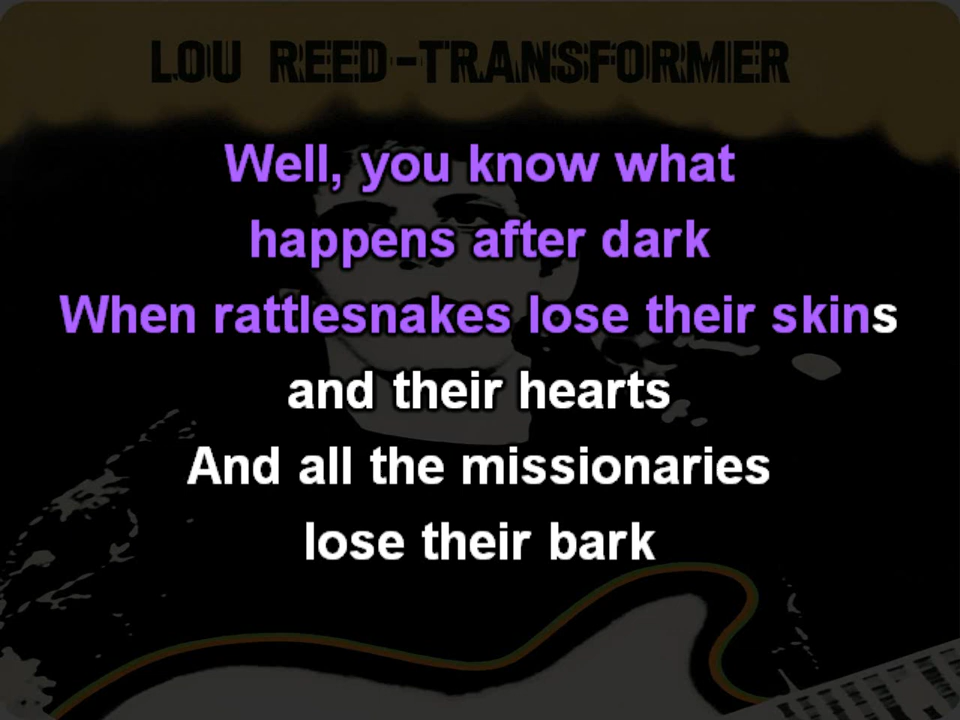 LOU REED-TRANSFORMER
Well, you know what
happens after dark
When rattlesnakes lose their skins
and their hearts
And all the missionaries
lose their bark